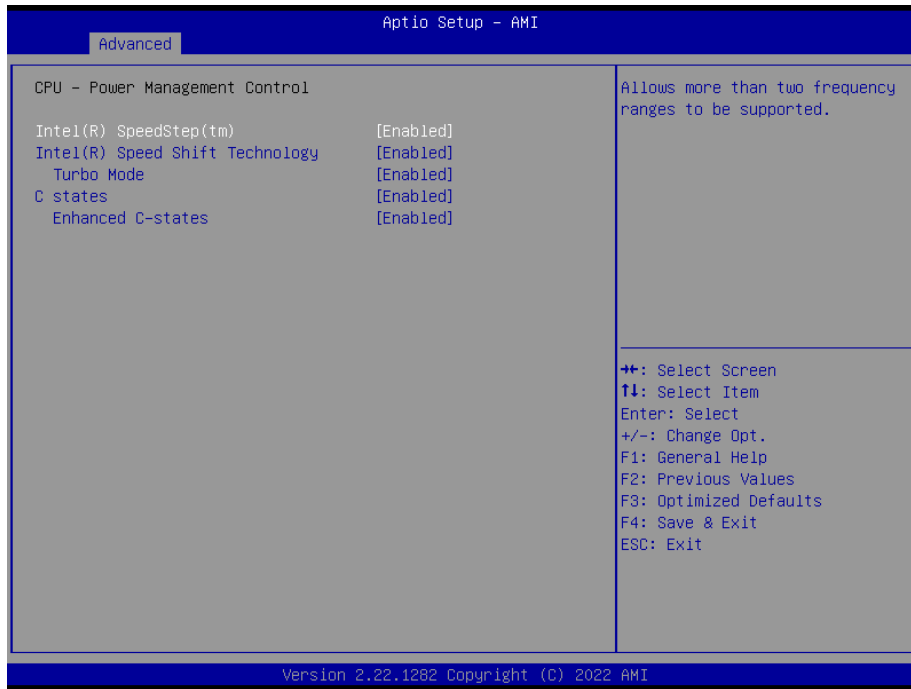 Aptio Setup – AMI
Advanced
CPU – Power Management Control
Intel(R) SpeedStep(tm) [Enabled]
Intel(R) Speed Shift Technology [Enabled]
Turbo Mode [Enabled]
C states [Enabled]
Enhanced C-states [Enabled]
Allows more than two frequency
ranges to be supported.
→←: Select Screen
↑↓: Select Item
Enter: Select
+/-: Change Opt.
F1: General Help
F2: Previous Values
F3: Optimized Defaults
F4: Save & Exit
ESC: Exit
Version 2.22.1282 Copyright (C) 2022 AMI